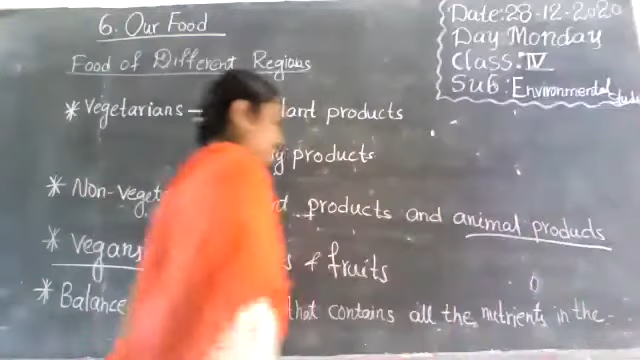 6. Our Food
Food of Different Regions
* Vegetarians = lant products
y products
* Non-veget d products and animal products
* Vegans s & fruits
* Balance that contains all the nutrients in the
Date: 28-12-2020
Day Monday
Class: IV
Sub: Environmental